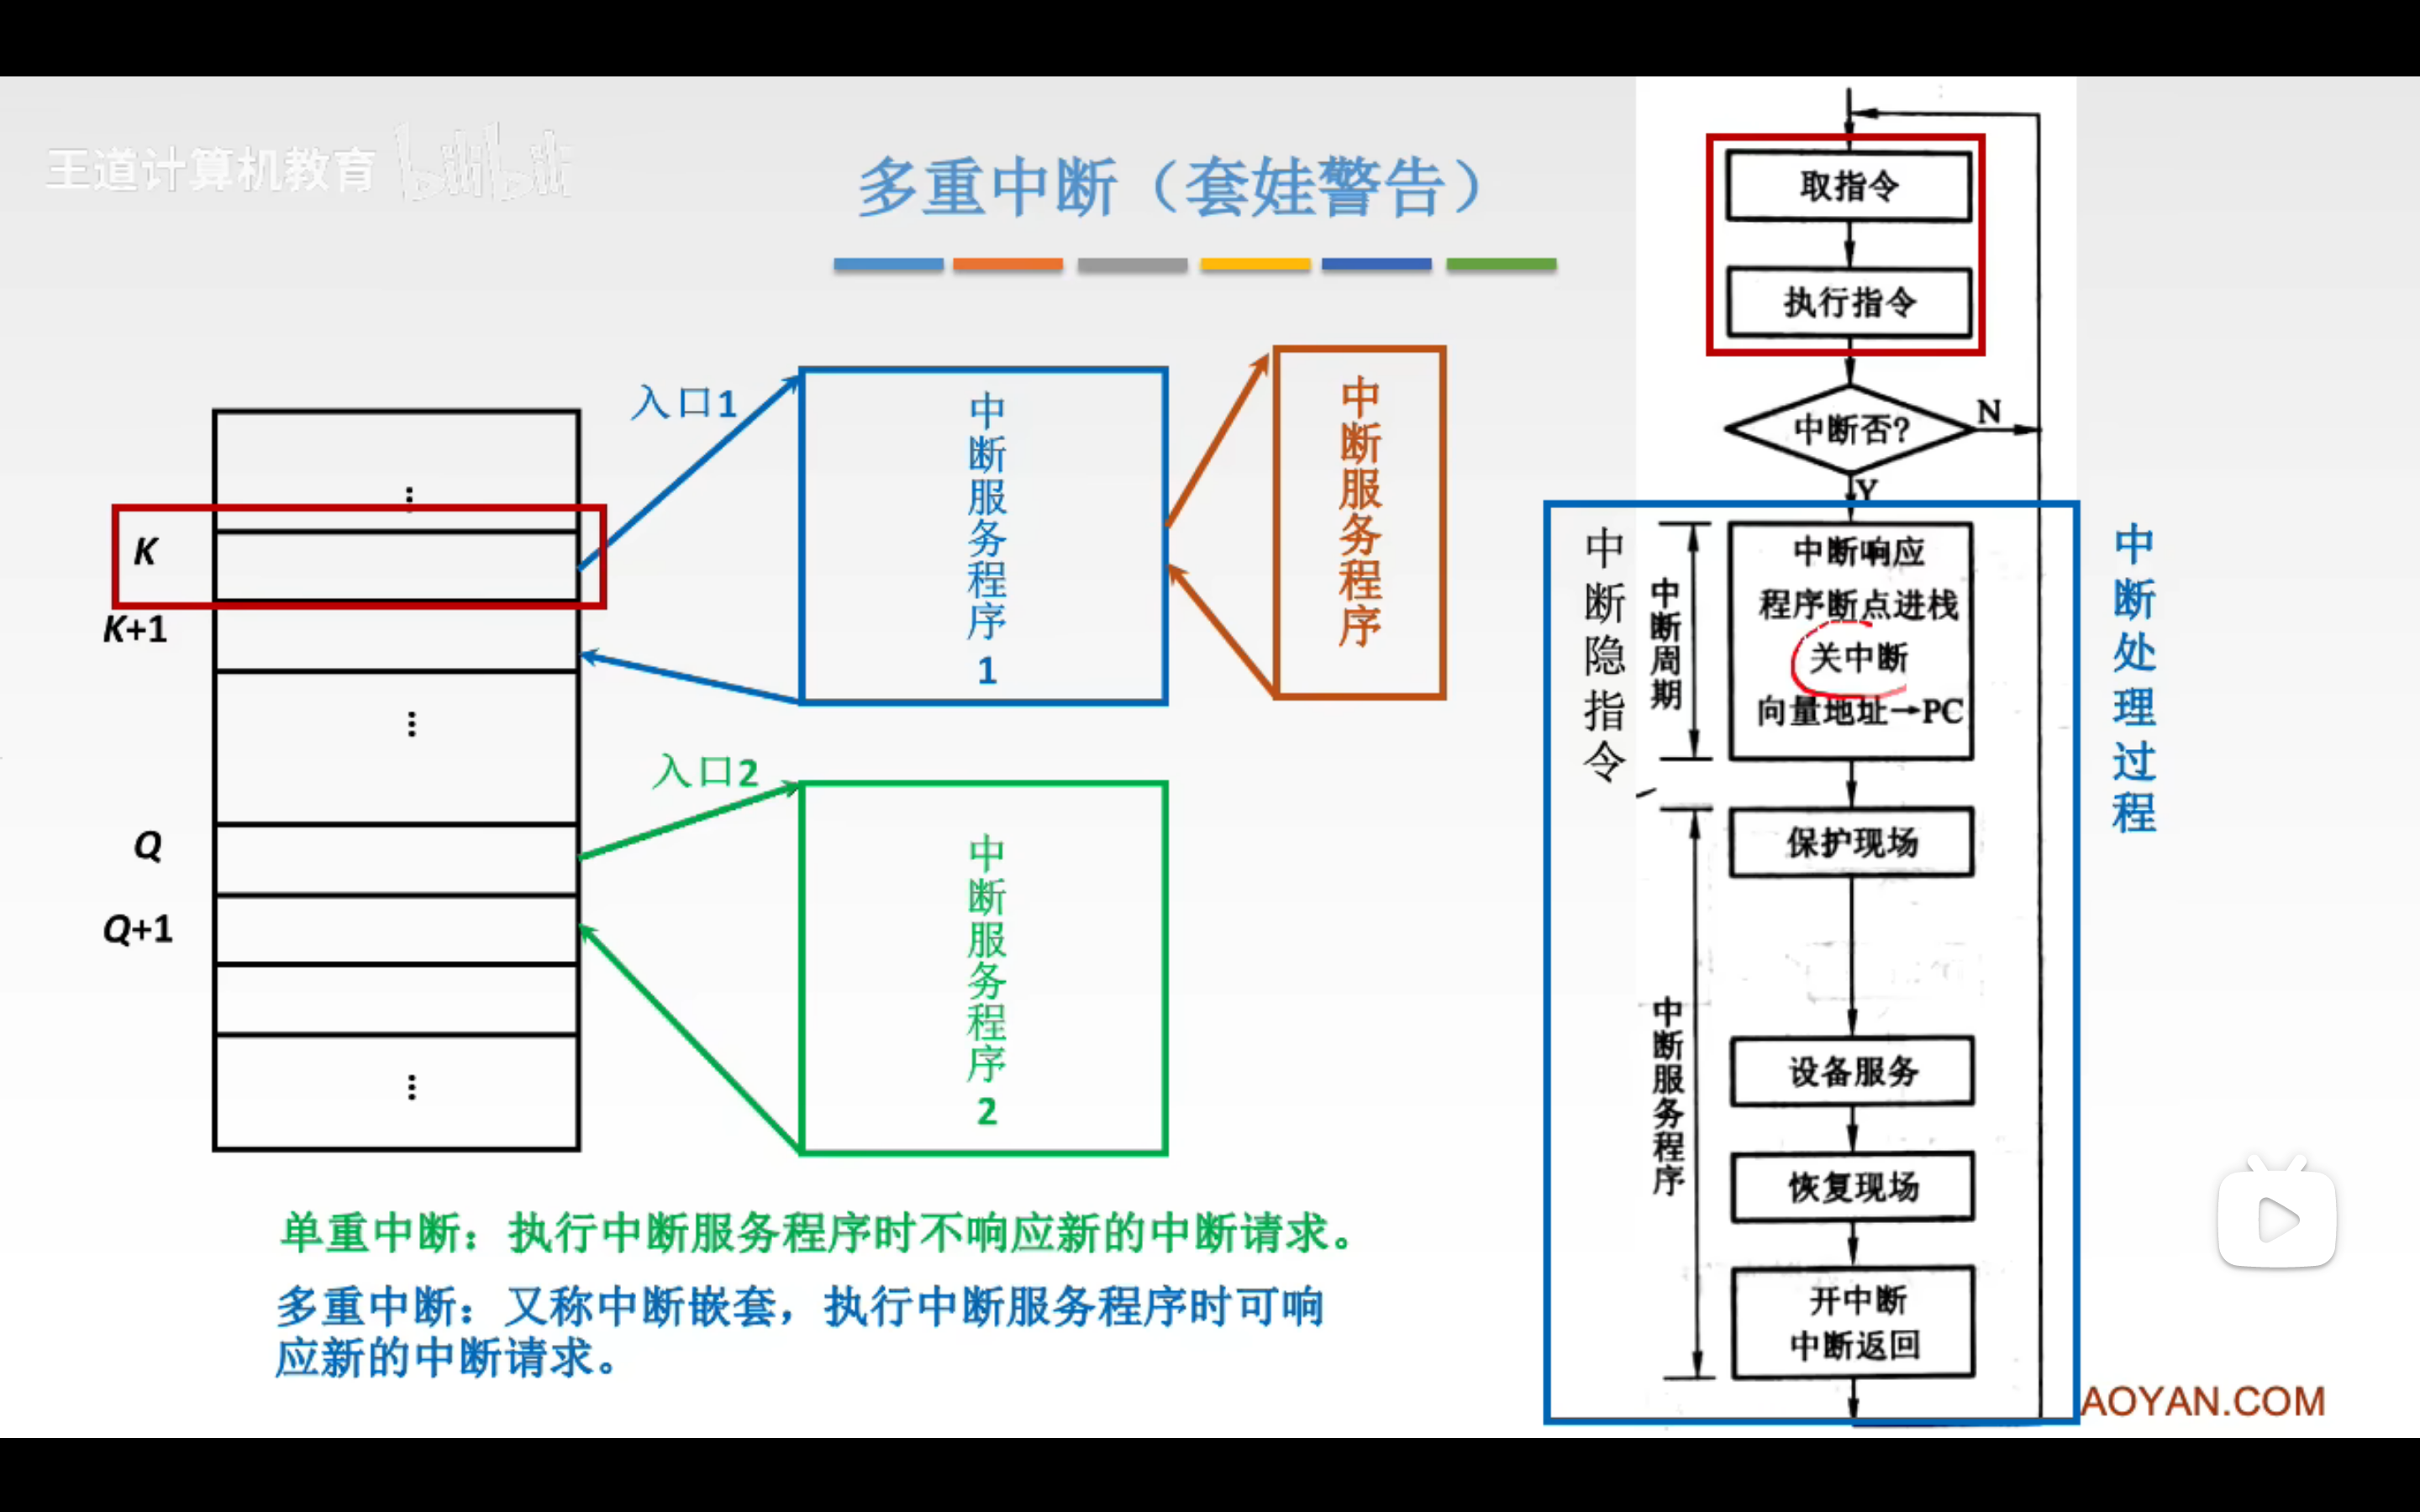 王道计算机教育 bilibili
多重中断（套娃警告）
⋮
K
K+1
⋮
Q
Q+1
⋮
入口1
中断服务程序1
中断服务程序
入口2
中断服务程序2
单重中断：执行中断服务程序时不响应新的中断请求。
多重中断：又称中断嵌套，执行中断服务程序时可响
应新的中断请求。
取指令
执行指令
中断否?
N
Y
中断隐指令
中断周期
中断响应
程序断点进栈
关中断
向量地址→PC
中断服务程序
保护现场
设备服务
恢复现场
开中断
中断返回
中断处理过程
AOYAN.COM